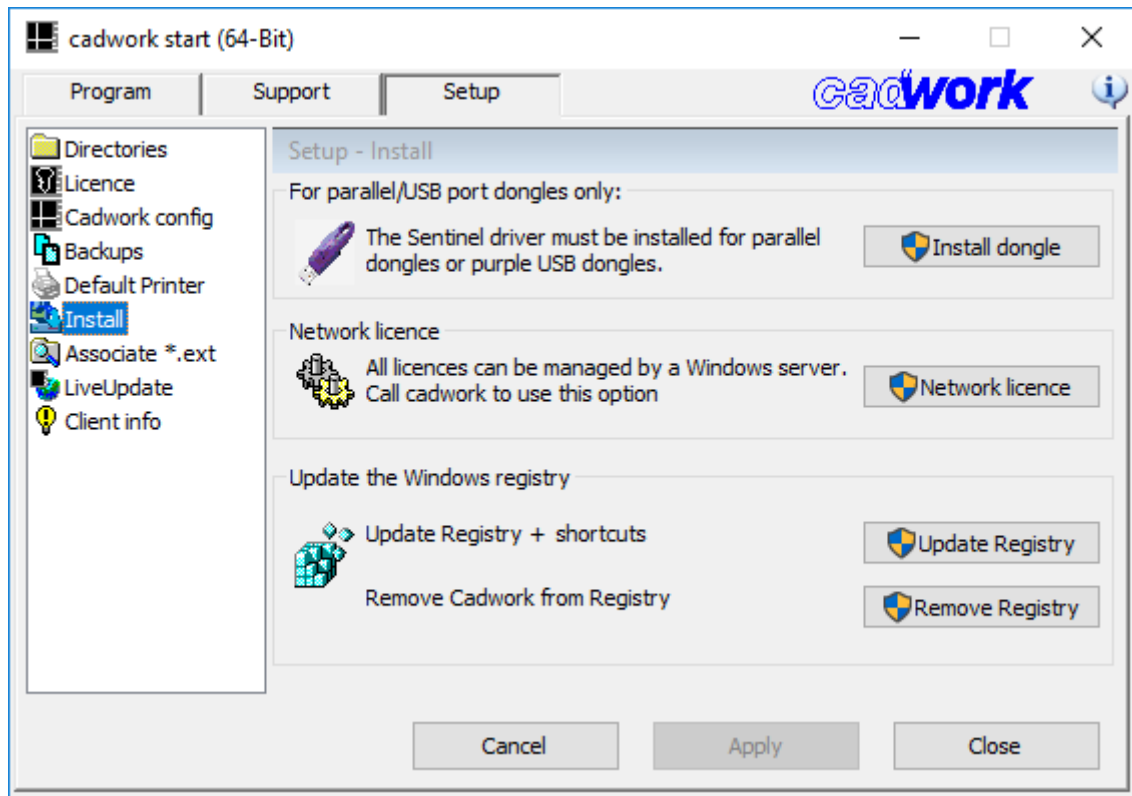 cadwork start (64-Bit)
Program
Support
Setup
cadwork
Directories
Licence
Cadwork config
Backups
Default Printer
Install
Associate *.ext
LiveUpdate
Client info
Setup - Install
For parallel/USB port dongles only:
The Sentinel driver must be installed for parallel
dongles or purple USB dongles.
Install dongle
Network licence
All licences can be managed by a Windows server.
Call cadwork to use this option
Network licence
Update the Windows registry
Update Registry + shortcuts
Update Registry
Remove Cadwork from Registry
Remove Registry
Cancel
Apply
Close